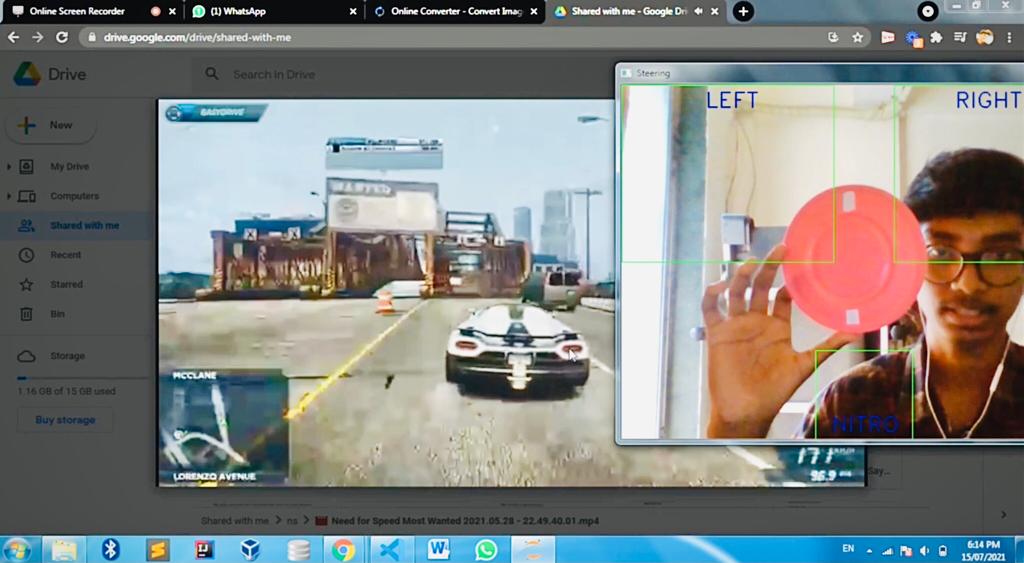 Online Screen Recorder
(1) WhatsApp
Online Converter - Convert Imag
Shared with me - Google Dri
drive.google.com/drive/shared-with-me
Drive
Search in Drive
New
My Drive
Computers
Shared with me
Recent
Starred
Bin
Storage
1.16 GB of 15 GB used
Buy storage
EASYDRIVE
WANTED
MCCLANE
LORENZO AVENUE
Steering
LEFT
RIGHT
NITRO
177
96.9
Say...
Shared with me > ns > Need for Speed Most Wanted 2021.05.28 - 22.49.40.01.mp4
EN
6:14 PM
15/07/2021